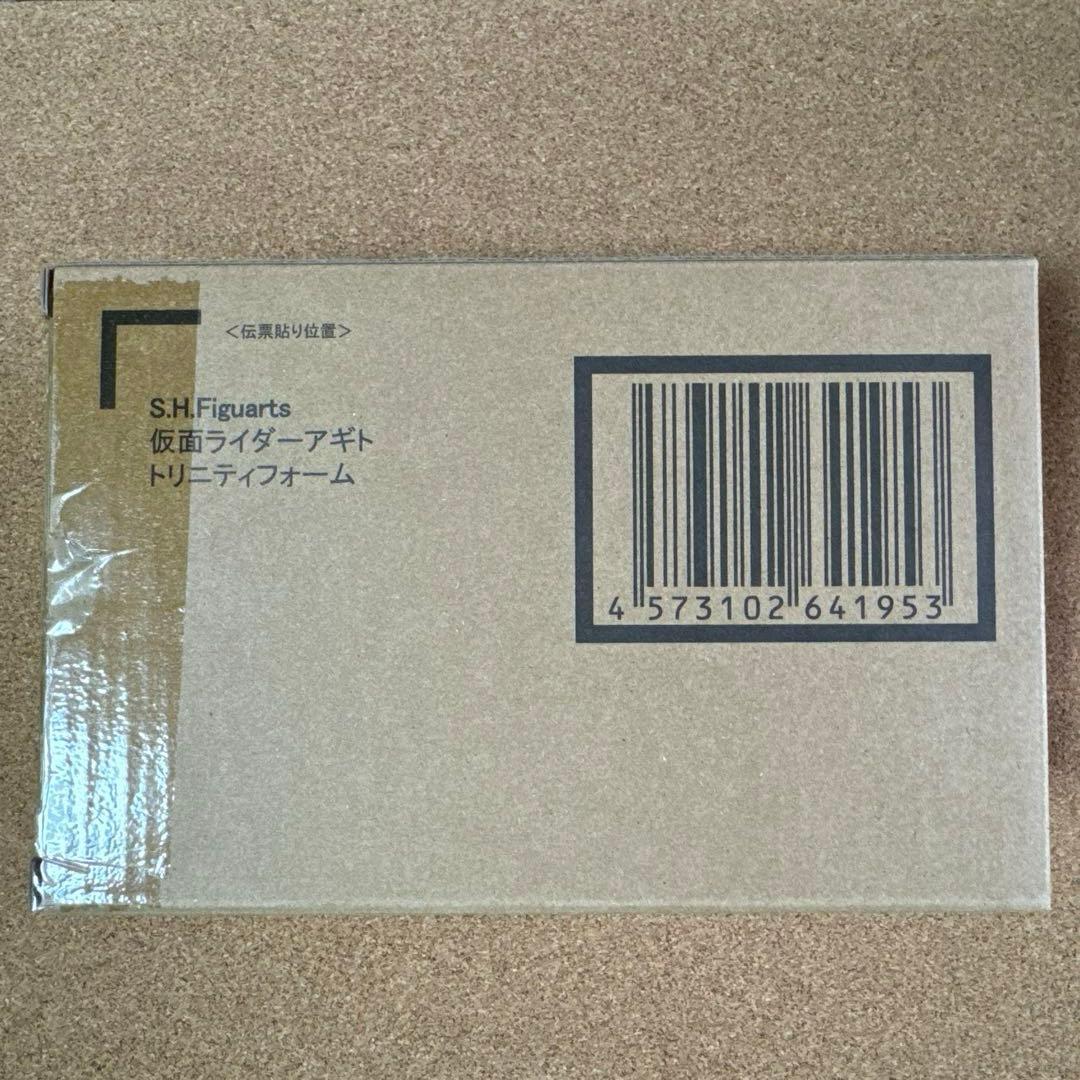 <伝票貼り位置>
S.H.Figuarts
仮面ライダーアギト
トリニティフォーム
4 573102 641953